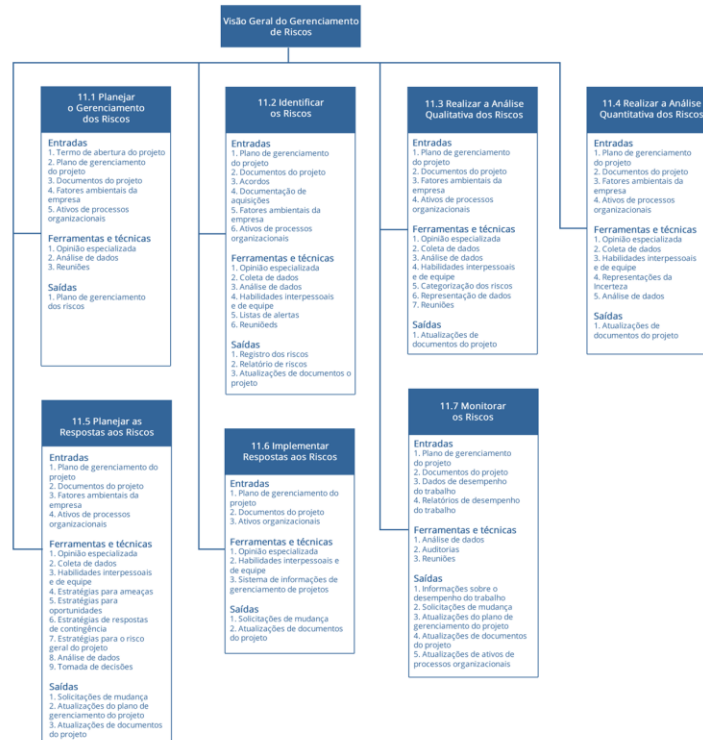 Visão Geral do Gerenciamento
de Riscos
11.1 Planejar
o Gerenciamento
dos Riscos
Entradas
1. Termo de abertura do projeto
2. Plano de gerenciamento
do projeto
3. Documentos do projeto
4. Fatores ambientais da
empresa
5. Ativos de processos
organizacionais
Ferramentas e técnicas
1. Opinião especializada
2. Análise de dados
3. Reuniões
Saídas
1. Plano de gerenciamento
dos riscos
11.2 Identificar
os Riscos
Entradas
1. Plano de gerenciamento
do projeto
2. Documentos do projeto
3. Acordos
4. Documentação de
aquisições
5. Fatores ambientais da
empresa
6. Ativos de processos
organizacionais
Ferramentas e técnicas
1. Opinião especializada
2. Coleta de dados
3. Análise de dados
4. Habilidades interpessoais
e de equipe
5. Listas de alertas
6. Reuniõeds
Saídas
1. Registro dos riscos
2. Relatório de riscos
3. Atualizações de documentos o
projeto
11.3 Realizar a Análise
Qualitativa dos Riscos
Entradas
1. Plano de gerenciamento
do projeto
2. Documentos do projeto
3. Fatores ambientais da
empresa
4. Ativos de processos
organizacionais
Ferramentas e técnicas
1. Opinião especializada
2. Coleta de dados
3. Análise de dados
4. Habilidades interpessoais
e de equipe
5. Categorização dos riscos
6. Representação de dados
7. Reuniões
Saídas
1. Atualizações de
documentos do projeto
11.4 Realizar a Análise
Quantitativa dos Riscos
Entradas
1. Plano de gerenciamento
do projeto
2. Documentos do projeto
3. Fatores ambientais da
empresa
4. Ativos de processos
organizacionais
Ferramentas e técnicas
1. Opinião especializada
2. Coleta de dados
3. Habilidades interpessoais
e de equipe
4. Representações da
Incerteza
5. Análise de dados
Saídas
1. Atualizações de
documentos do projeto
11.5 Planejar as
Respostas aos Riscos
Entradas
1. Plano de gerenciamento do
projeto
2. Documentos do projeto
3. Fatores ambientais da
empresa
4. Ativos de processos
organizacionais
Ferramentas e técnicas
1. Opinião especializada
2. Coleta de dados
3. Habilidades interpessoais
e de equipe
4. Estratégias para ameaças
5. Estratégias para
oportunidades
6. Estratégias de respostas
de contingência
7. Estratégias para o risco
geral do projeto
8. Análise de dados
9. Tomada de decisões
Saídas
1. Solicitações de mudança
2. Atualizações do plano de
gerenciamento do projeto
3. Atualizações de documentos
do projeto
11.6 Implementar
Respostas aos Riscos
Entradas
1. Plano de gerenciamento do
projeto
2. Documentos do projeto
3. Ativos organizacionais
Ferramentas e técnicas
1. Opinião especializada
2. Habilidades interpessoais e
de equipe
3. Sistema de informações de
gerenciamento de projetos
Saídas
1. Solicitações de mudança
2. Atualizações de documentos
do projeto
11.7 Monitorar
os Riscos
Entradas
1. Plano de gerenciamento
do projeto
2. Documentos do projeto
3. Dados de desempenho
do trabalho
4. Relatórios de desempenho
do trabalho
Ferramentas e técnicas
1. Análise de dados
2. Auditorias
3. Reuniões
Saídas
1. Informações sobre o
desempenho do trabalho
2. Solicitações de mudança
3. Atualizações do plano de
gerenciamento do projeto
4. Atualizações de documentos
do projeto
5. Atualizações de ativos de
processos organizacionais